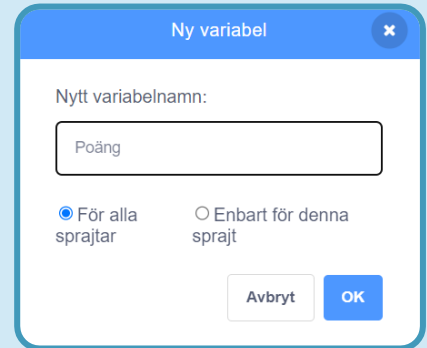 Ny variabel
Nytt variabelnamn:
Poäng
För alla sprajtar
Enbart för denna sprajt
Avbryt
OK